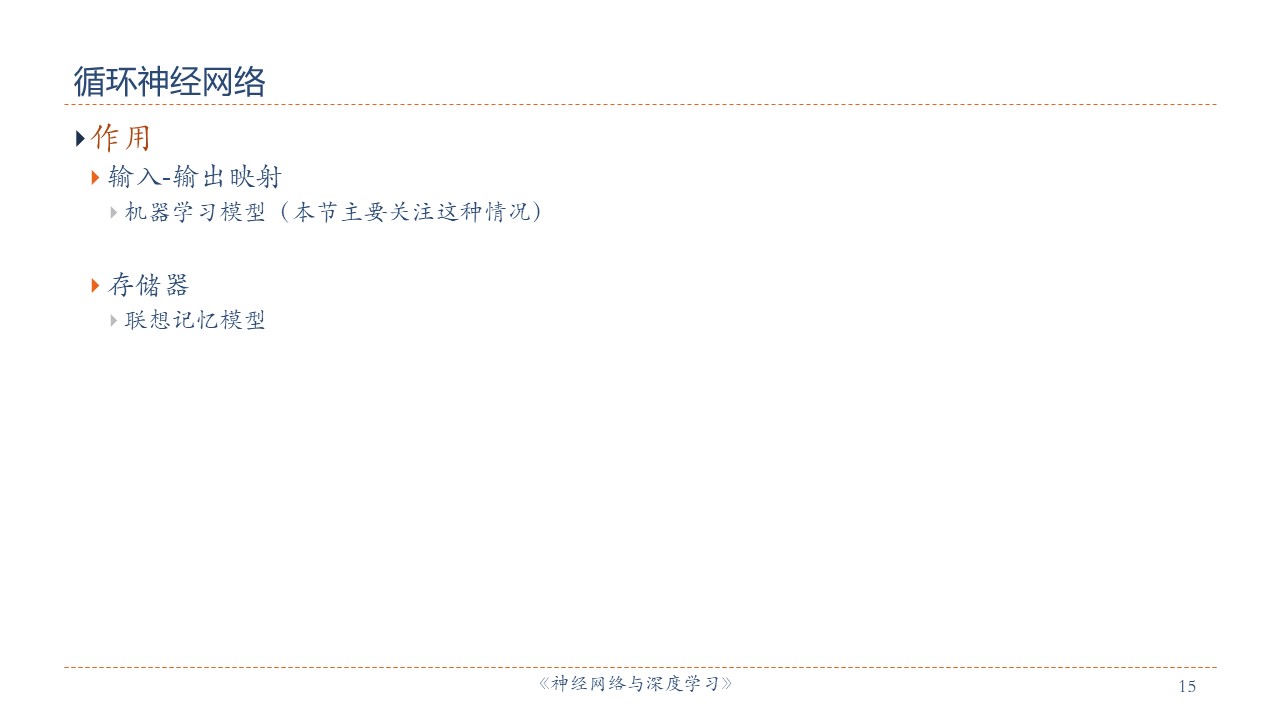 循环神经网络
作用
输入-输出映射
机器学习模型（本节主要关注这种情况）
存储器
联想记忆模型
《神经网络与深度学习》
15